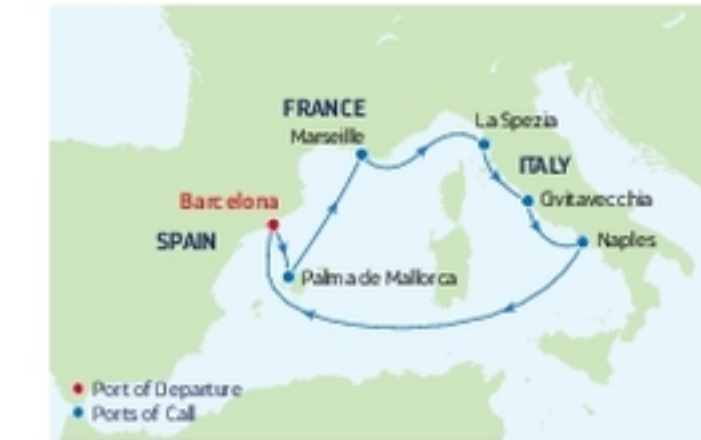 FRANCE
Marseille
La Spezia
ITALY
Civitavecchia
Barcelona
SPAIN
Naples
Palma de Mallorca
Port of Departure
Ports of Call